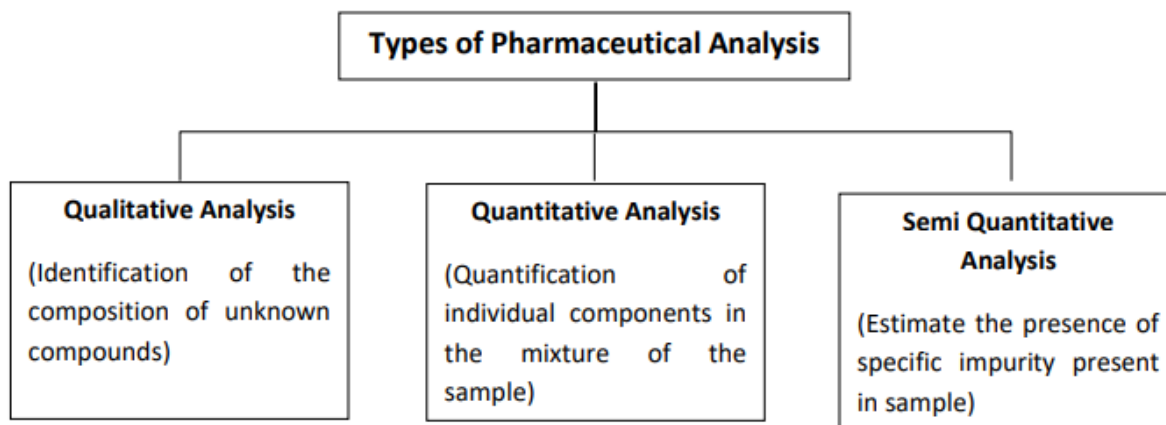 Types of Pharmaceutical Analysis
Qualitative Analysis
(Identification of the
composition of unknown
compounds)
Quantitative Analysis
(Quantification of
individual components in
the mixture of the
sample)
Semi Quantitative
Analysis
(Estimate the presence of
specific impurity present
in sample)